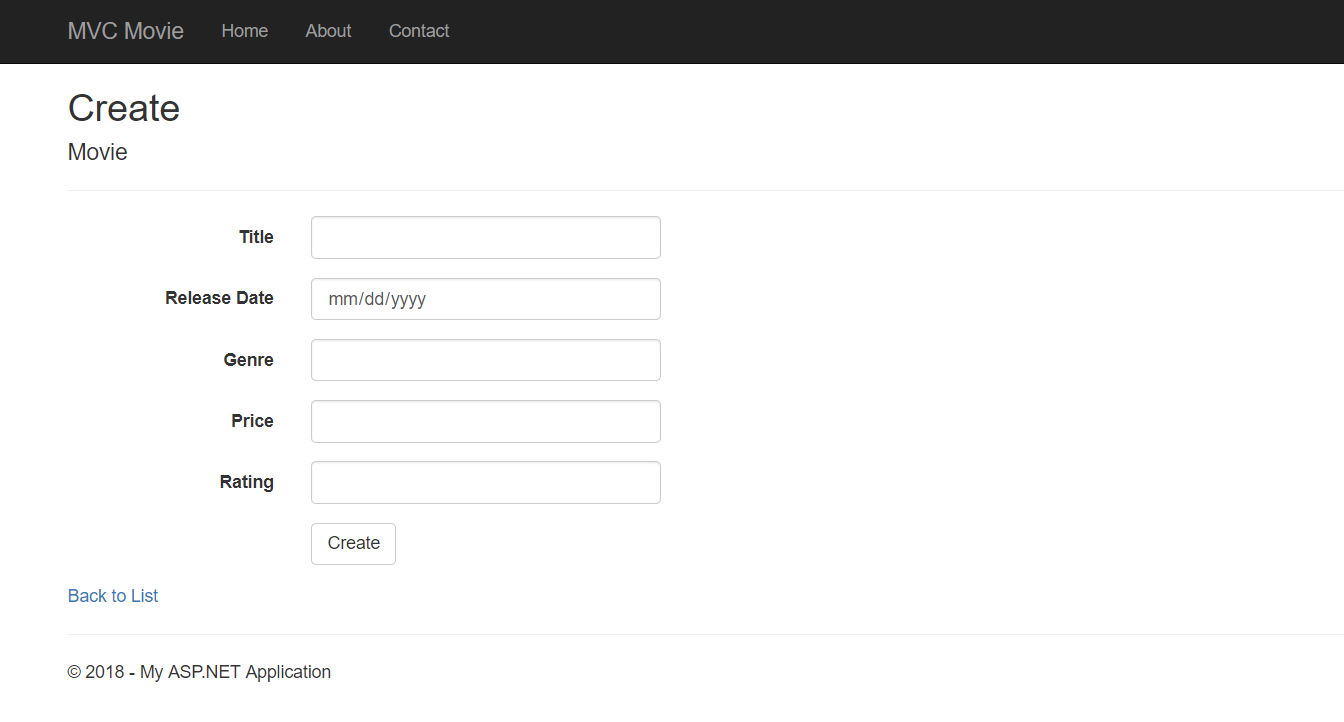 MVC Movie Home About Contact
Create
Movie
Title
Release Date mm/dd/yyyy
Genre
Price
Rating
Create
Back to List
© 2018 - My ASP.NET Application